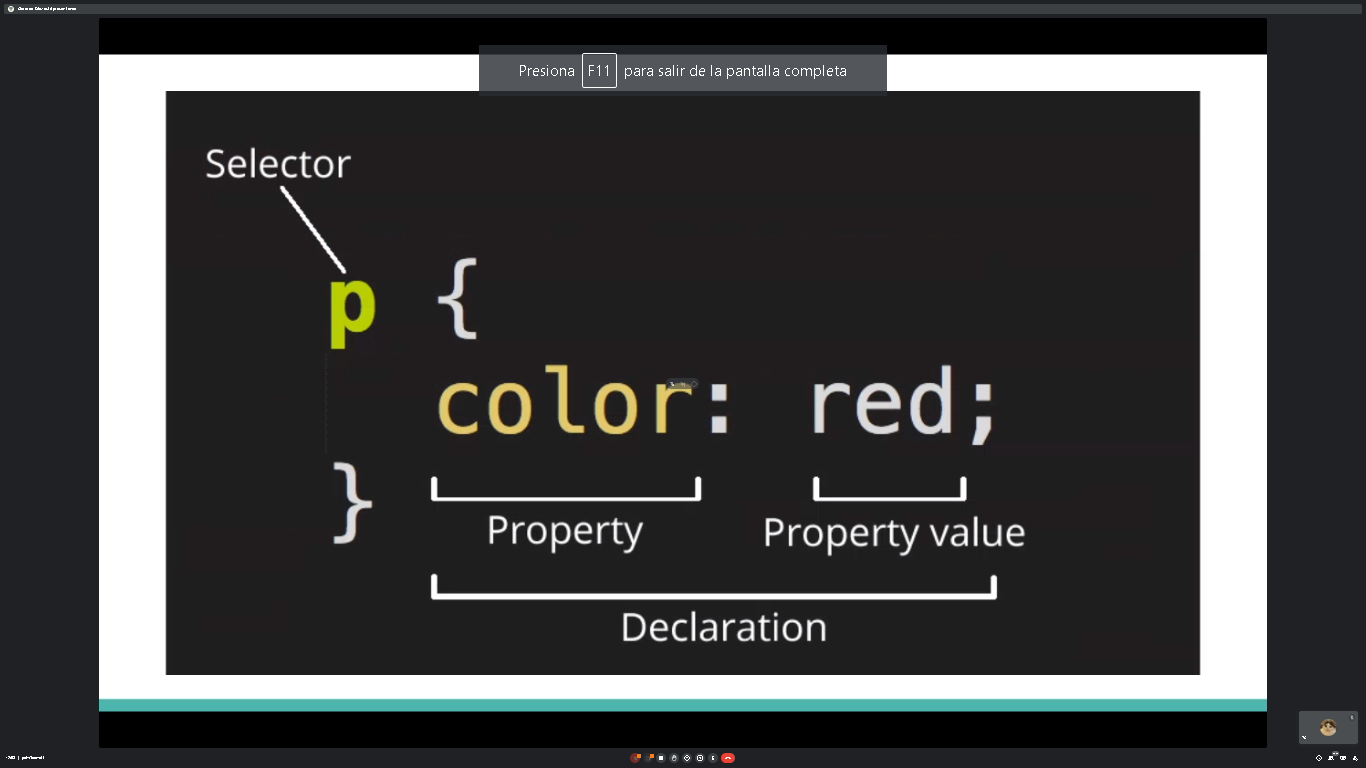 Presiona F11 para salir de la pantalla completa
Selector
p {
color: red;
}
Property
Property value
Declaration